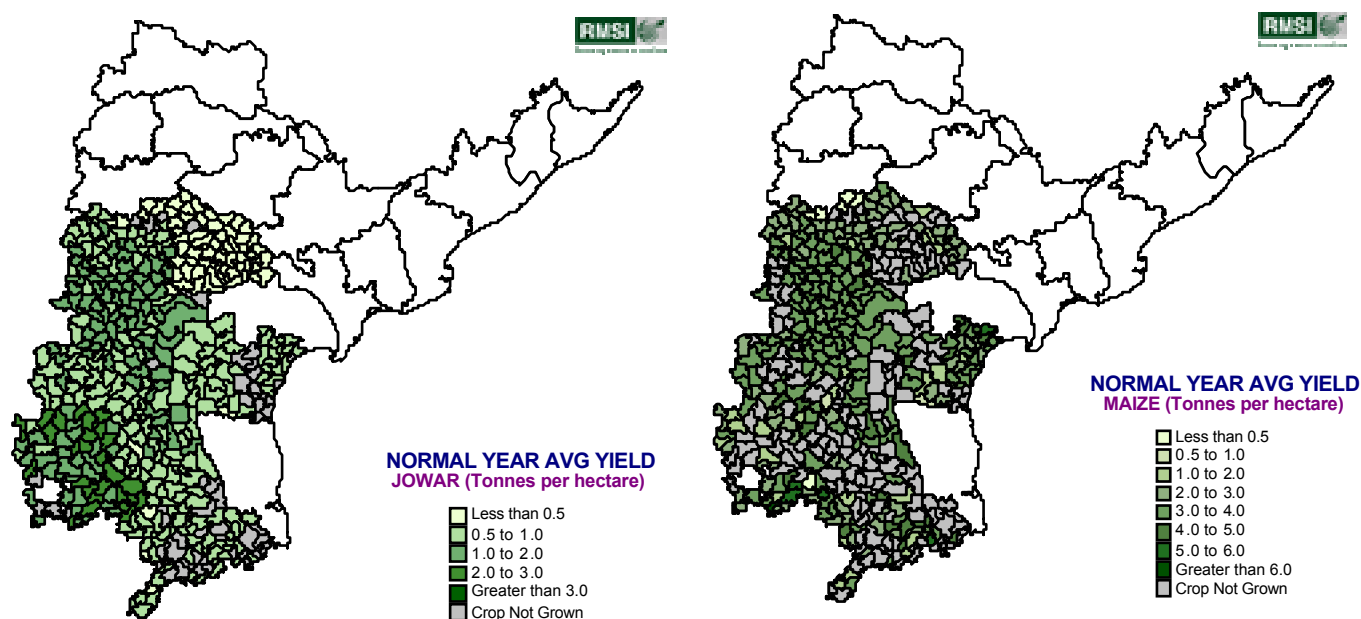 RMSI
NORMAL YEAR AVG YIELD
JOWAR (Tonnes per hectare)
Less than 0.5
0.5 to 1.0
1.0 to 2.0
2.0 to 3.0
Greater than 3.0
Crop Not Grown
RMSI
NORMAL YEAR AVG YIELD
MAIZE (Tonnes per hectare)
Less than 0.5
0.5 to 1.0
1.0 to 2.0
2.0 to 3.0
3.0 to 4.0
4.0 to 5.0
5.0 to 6.0
Greater than 6.0
Crop Not Grown